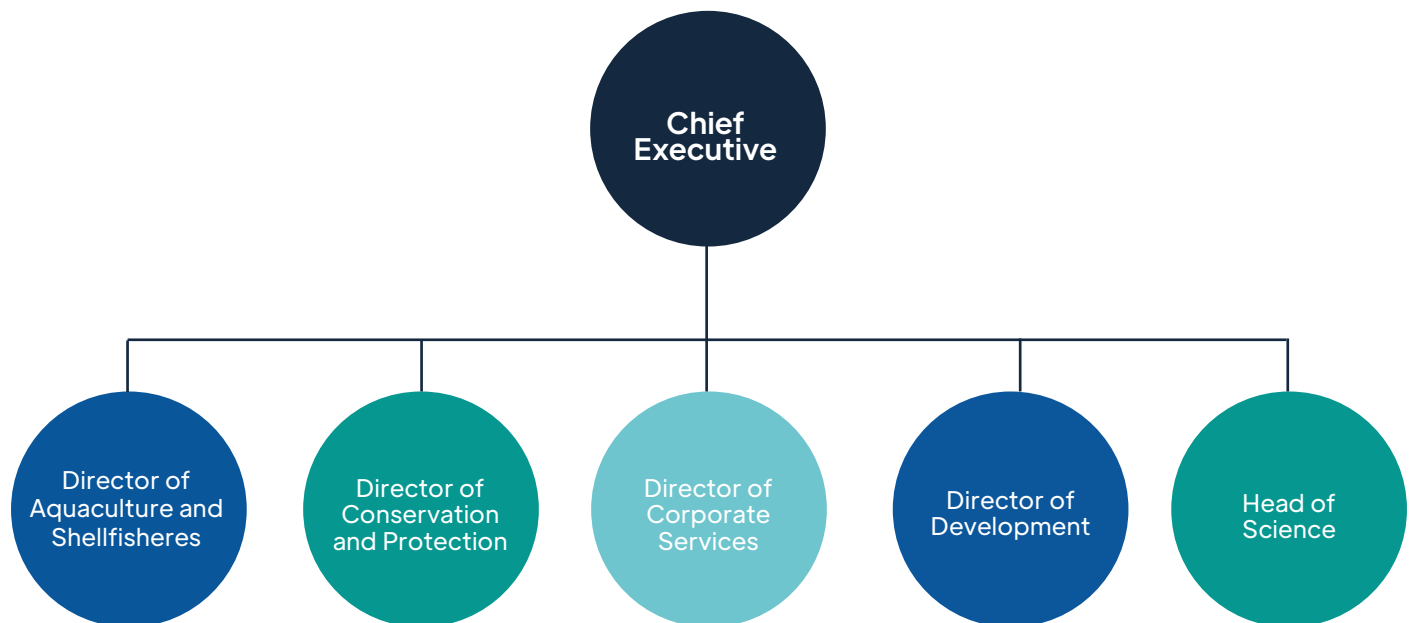 Chief
Executive
Director of
Aquaculture and
Shellfisheres
Director of
Conservation
and Protection
Director of
Corporate
Services
Director of
Development
Head of
Science